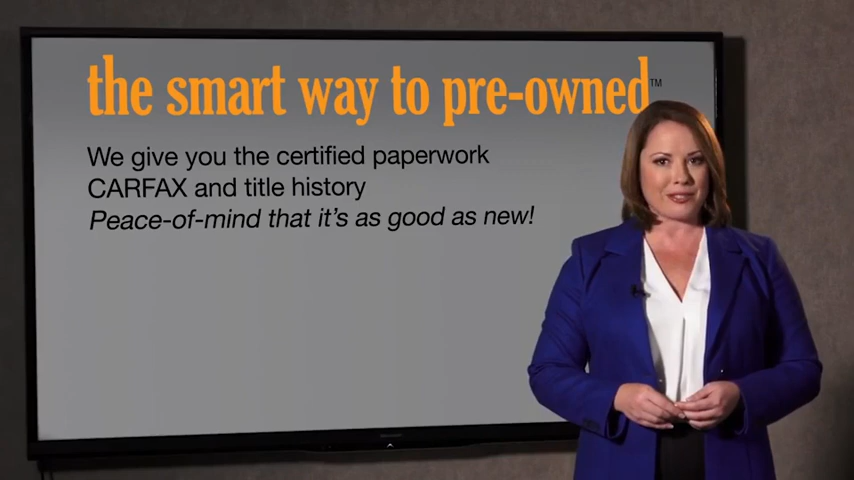 the smart way to pre-owned™
We give you the certified paperwork
CARFAX and title history
Peace-of-mind that it's as good as new!